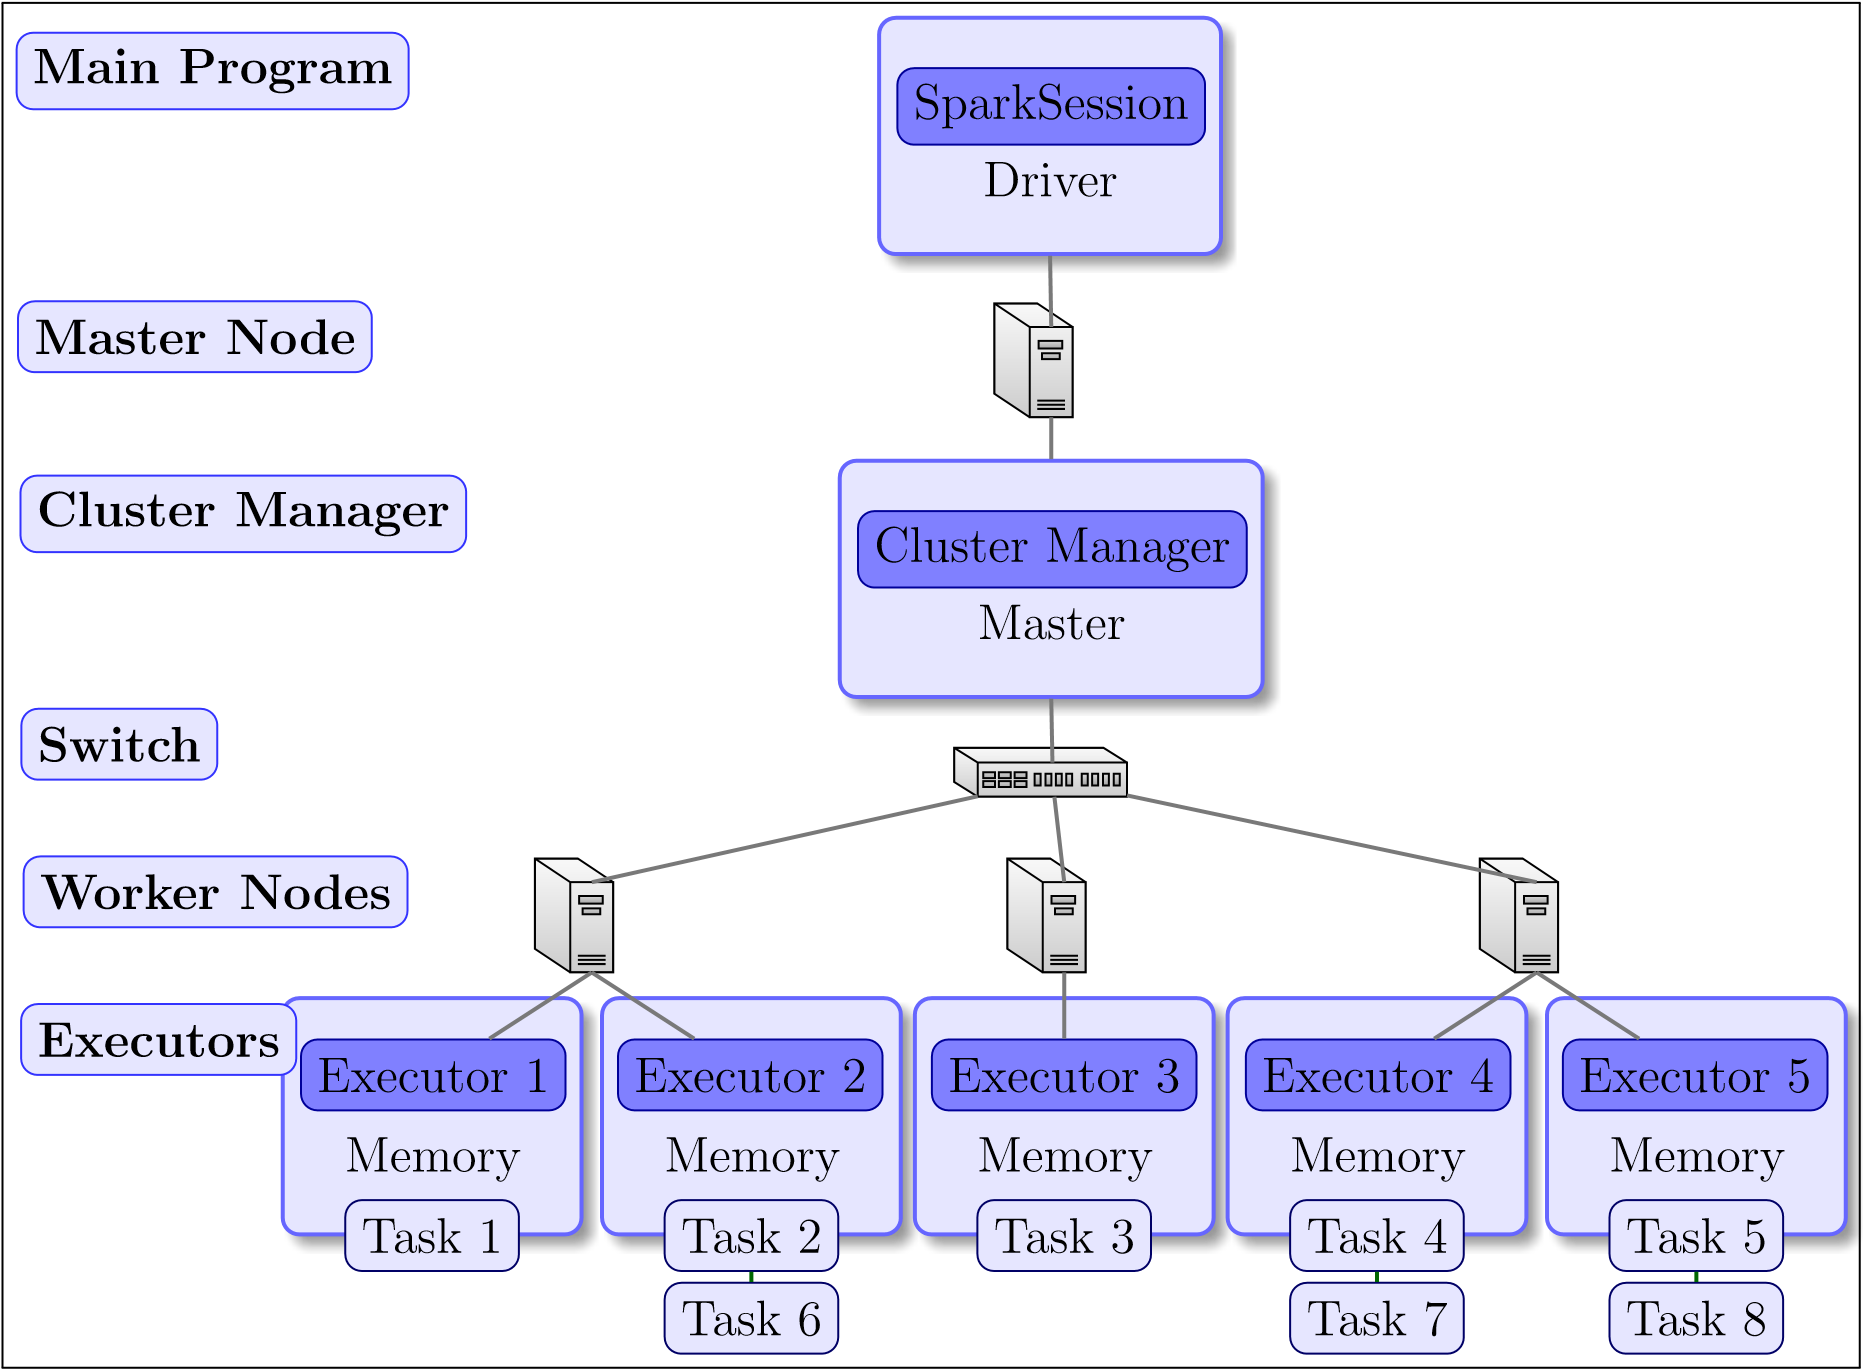 Main Program
SparkSession
Driver
Master Node
Cluster Manager
Cluster Manager
Master
Switch
Worker Nodes
Executors
Executor 1
Executor 2
Executor 3
Executor 4
Executor 5
Memory
Memory
Memory
Memory
Memory
Task 1
Task 2
Task 3
Task 4
Task 5
Task 6
Task 7
Task 8